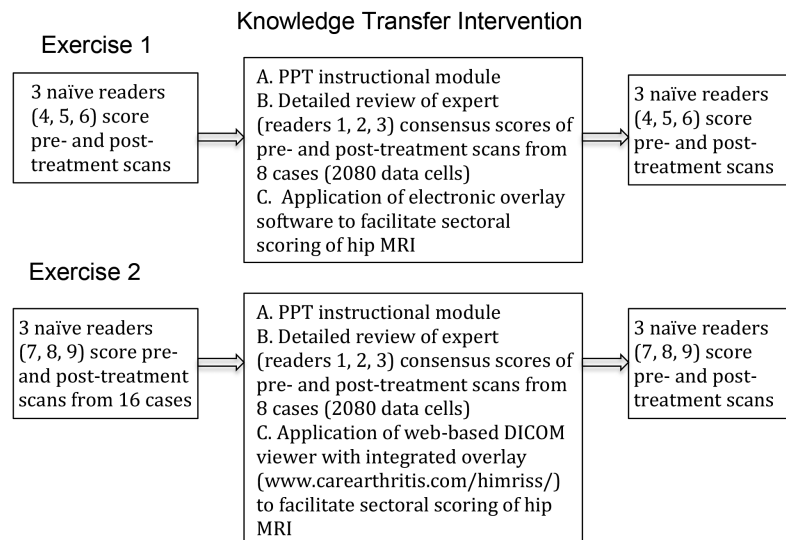 Knowledge Transfer Intervention
Exercise 1
3 naïve readers
(4, 5, 6) score
pre- and post-
treatment scans
A. PPT instructional module
B. Detailed review of expert
(readers 1, 2, 3) consensus scores of
pre- and post-treatment scans from
8 cases (2080 data cells)
C. Application of electronic overlay
software to facilitate sectoral
scoring of hip MRI
3 naïve readers
(4, 5, 6) score
pre- and post-
treatment scans
Exercise 2
3 naïve readers
(7, 8, 9) score pre-
and post-treatment
scans from 16 cases
A. PPT instructional module
B. Detailed review of expert
(readers 1, 2, 3) consensus scores of
pre- and post-treatment scans from
8 cases (2080 data cells)
C. Application of web-based DICOM
viewer with integrated overlay
(www.carearthritis.com/himriss/)
to facilitate sectoral scoring of hip
MRI
3 naïve readers
(7, 8, 9) score
pre- and post-
treatment scans